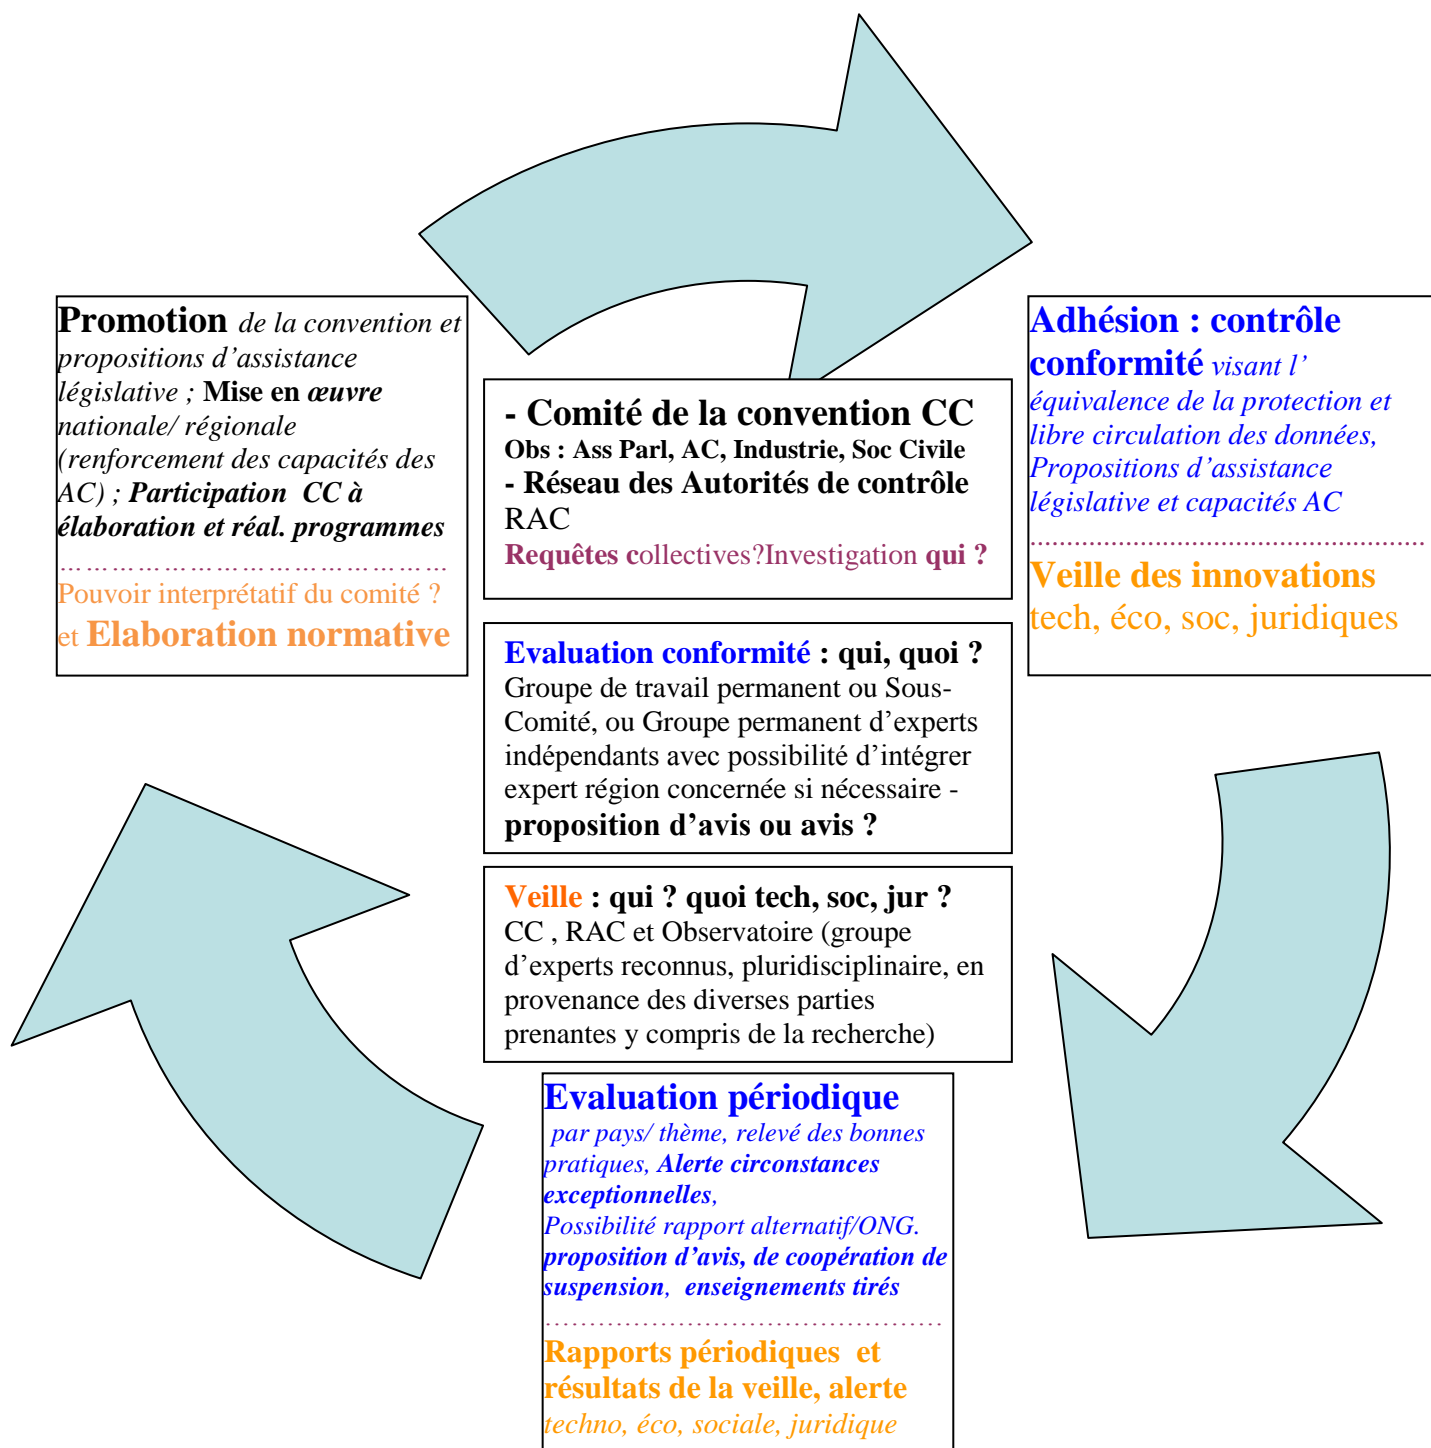 Promotion de la convention et
propositions d’assistance
législative ; Mise en œuvre
nationale/ régionale
(renforcement des capacités des
AC) ; Participation CC à
élaboration et réal. programmes
………………………………………
Pouvoir interprétatif du comité ?
et Elaboration normative
- Comité de la convention CC
Obs : Ass Parl, AC, Industrie, Soc Civile
- Réseau des Autorités de contrôle
RAC
Requêtes collectives?Investigation qui ?
Evaluation conformité : qui, quoi ?
Groupe de travail permanent ou Sous-
Comité, ou Groupe permanent d’experts
indépendants avec possibilité d’intégrer
expert région concernée si nécessaire -
proposition d’avis ou avis ?
Veille : qui ? quoi tech, soc, jur ?
CC , RAC et Observatoire (groupe
d’experts reconnus, pluridisciplinaire, en
provenance des diverses parties
prenantes y compris de la recherche)
Adhésion : contrôle
conformité visant l’
équivalence de la protection et
libre circulation des données,
Propositions d’assistance
législative et capacités AC
......................................................
Veille des innovations
tech, éco, soc, juridiques
Evaluation périodique
par pays/ thème, relevé des bonnes
pratiques, Alerte circonstances
exceptionnelles,
Possibilité rapport alternatif/ONG.
proposition d’avis, de coopération de
suspension, enseignements tirés
………………………………………
Rapports périodiques et
résultats de la veille, alerte
techno, éco, sociale, juridique